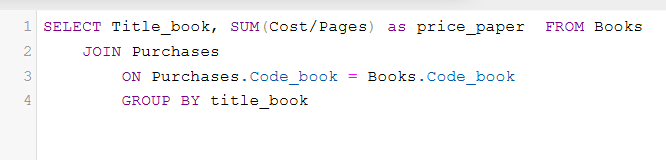 1 SELECT Title_book, SUM(Cost/Pages) as price_paper  FROM Books
2     JOIN Purchases
3         ON Purchases.Code_book = Books.Code_book
4         GROUP BY title_book